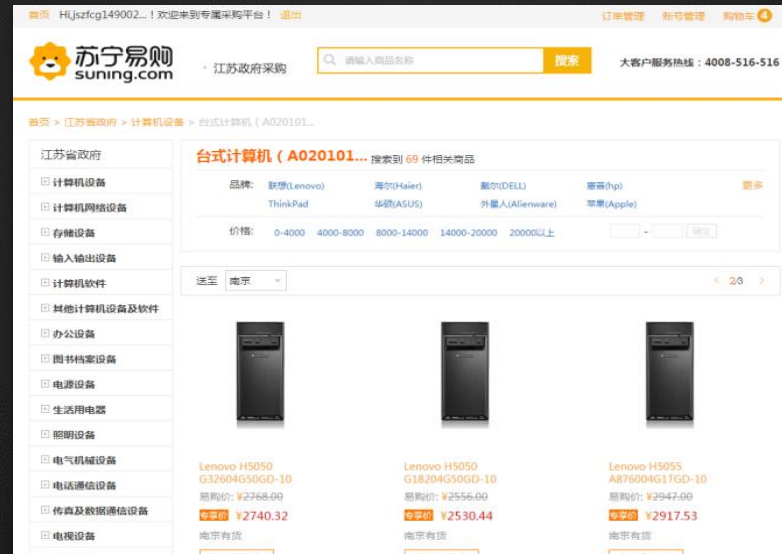 首页 Hi,jszfcg149002...！欢迎来到专属采购平台！ 退出
订单管理 账号管理 购物车 4
苏宁易购
suning.com
· 江苏政府采购
请输入商品名称 搜索
大客户服务热线：4008-516-516
首页 > 江苏省政府 > 计算机设备 > 台式计算机 ( A020101...
江苏省政府
计算机设备
计算机网络设备
存储设备
输入输出设备
计算机软件
其他计算机设备及软件
办公设备
图书档案设备
电源设备
生活用电器
照明设备
电气机械设备
电话通信设备
传真及数据通信设备
电视设备
台式计算机 ( A020101... 搜索到 69 件相关商品
品牌: 联想(Lenovo) 海尔(Haier) 戴尔(DELL) 惠普(hp) 更多
ThinkPad 华硕(ASUS) 外星人(Alienware) 苹果(Apple)
价格: 0-4000 4000-8000 8000-14000 14000-20000 20000以上 - 确定
送至 南京
< 2/3 >
Lenovo H5050
G32604G50GD-10
易购价: ¥2768.00
专享价 ¥2740.32
南京有货
Lenovo H5050
G18204G50GD-10
易购价: ¥2556.00
专享价 ¥2530.44
南京有货
Lenovo H5055
A876004G1TGD-10
易购价: ¥2947.00
专享价 ¥2917.53
南京有货